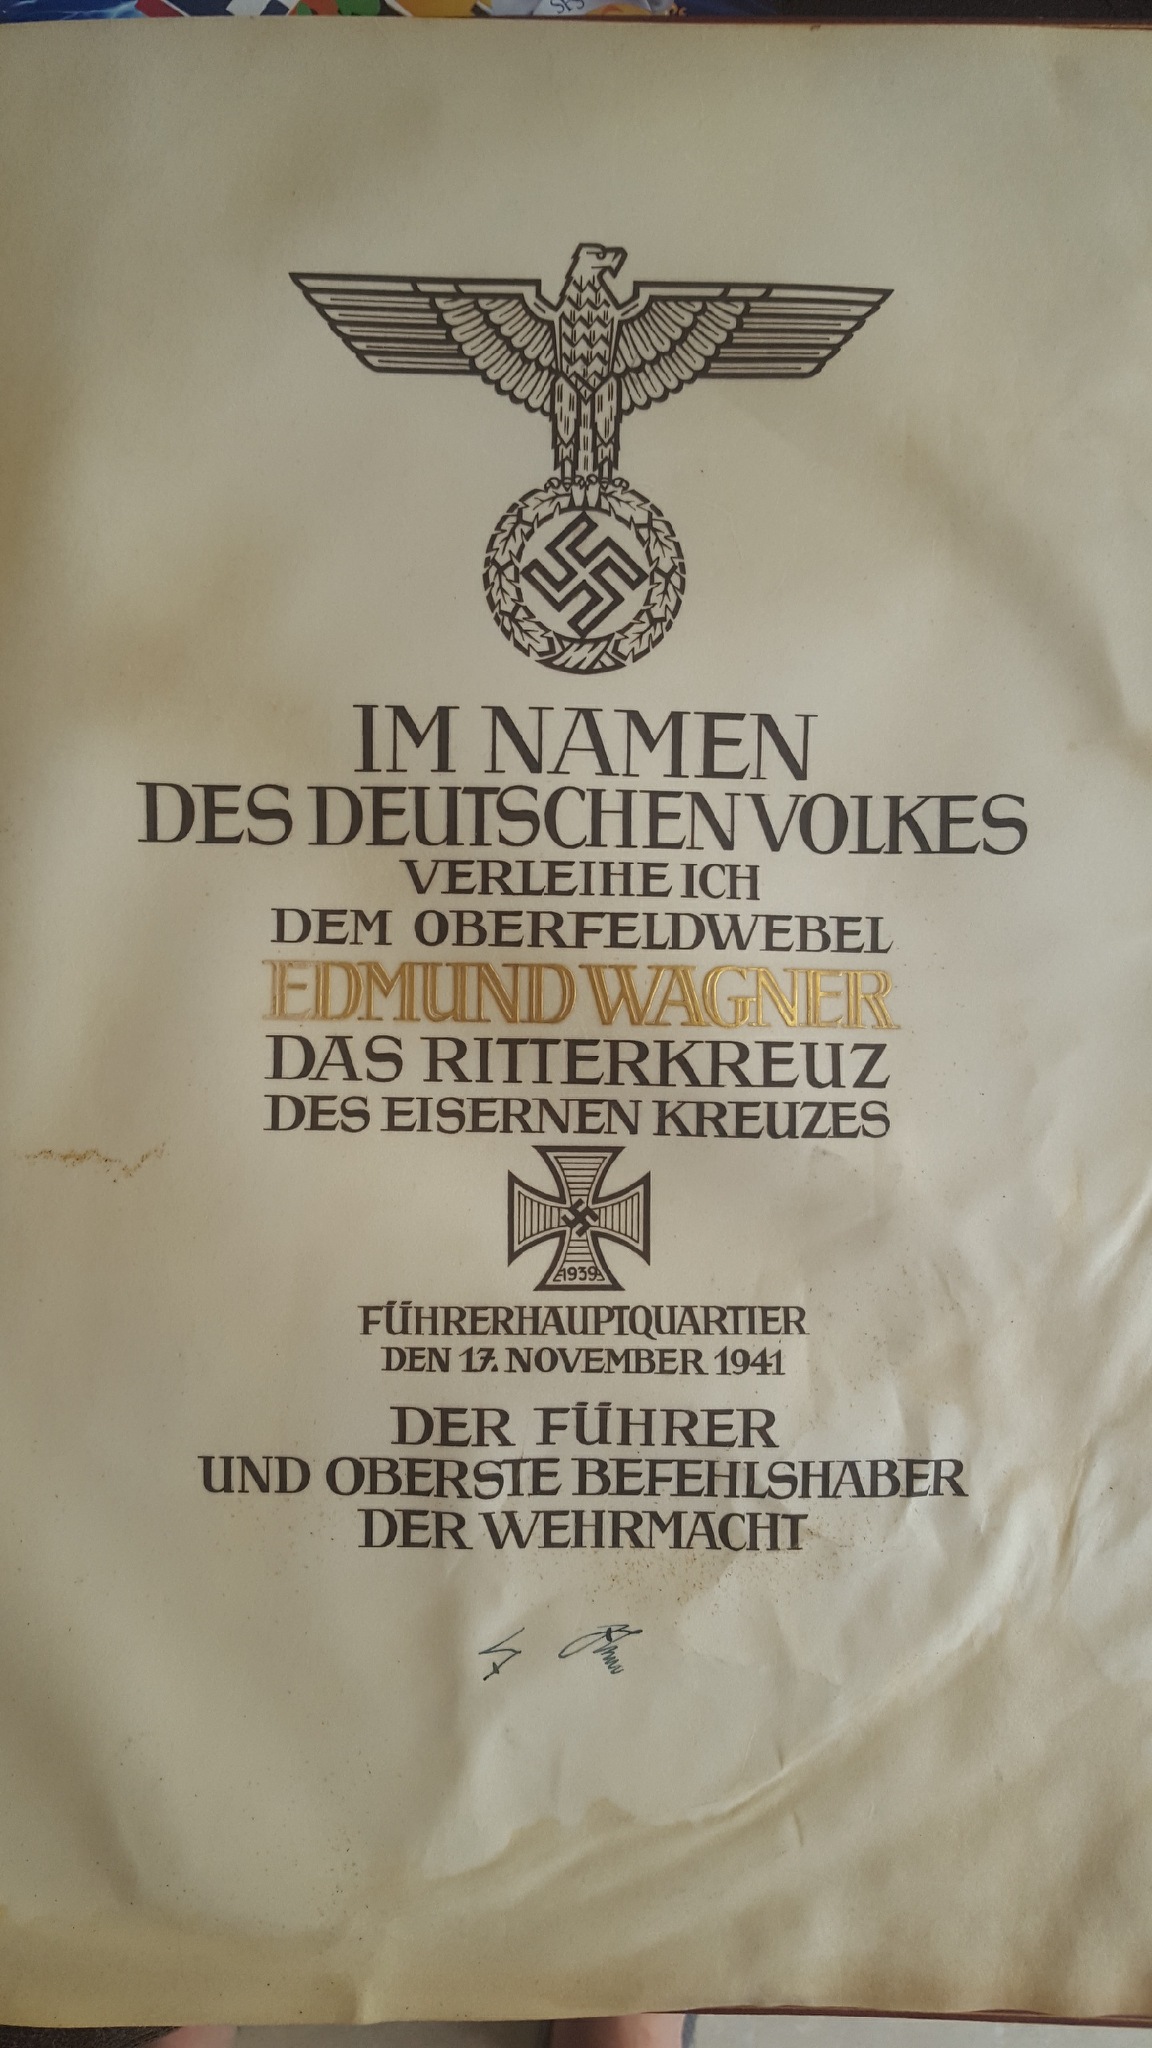 IM NAMEN
DES DEUTSCHEN VOLKES
VERLEIHE ICH
DEM OBERFELDWEBEL
EDMUND WAGNER
DAS RITTERKREUZ
DES EISERNEN KREUZES
1939
FÜHRERHAUPTQUARTIER
DEN 17. NOVEMBER 1941
DER FÜHRER
UND OBERSTE BEFEHLSHABER
DER WEHRMACHT